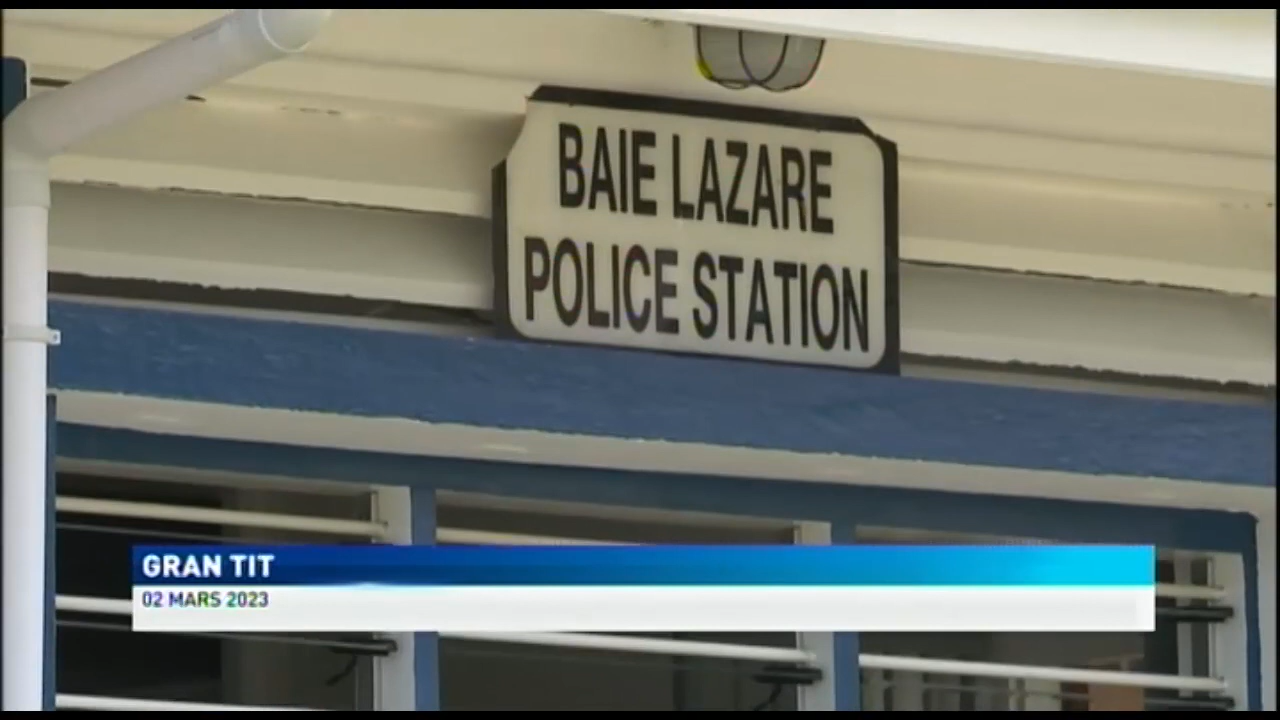 BAIE LAZARE
POLICE STATION
GRAN TIT
02 MARS 2023